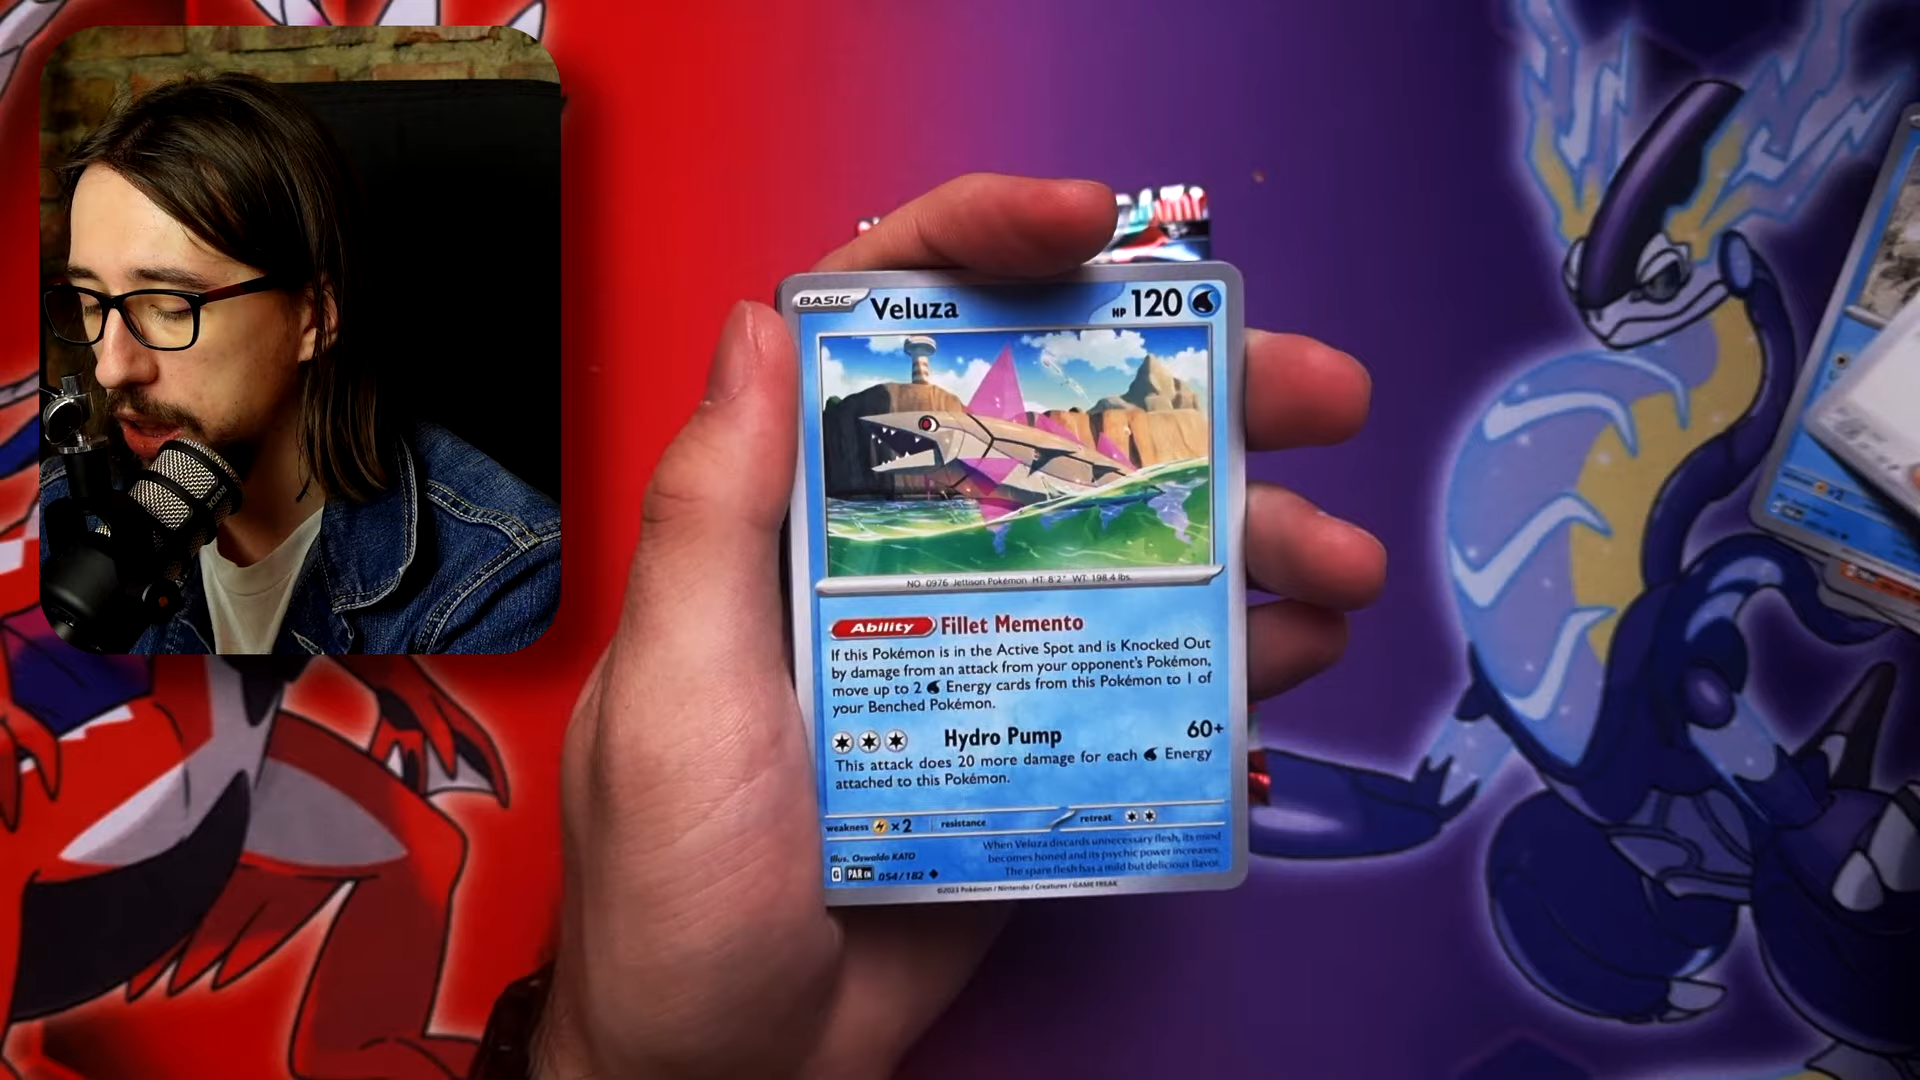 BASIC Veluza HP 120
NO. 0976 Jettison Pokémon HT: 8'2" WT: 198.4 lbs.
Ability Fillet Memento
If this Pokémon is in the Active Spot and is Knocked Out
by damage from an attack from your opponent's Pokémon,
move up to 2 Energy cards from this Pokémon to 1 of
your Benched Pokémon.
Hydro Pump 60+
This attack does 20 more damage for each Energy
attached to this Pokémon.
weakness ×2 resistance retreat
When Veluza discards unnecessary flesh, its mind
becomes honed and its psychic power increases.
The spare flesh has a mild but delicious flavor.
Illus. Oswaldo KATO
G PAR EN 054/182
©2023 Pokémon / Nintendo / Creatures / GAME FREAK
RODE